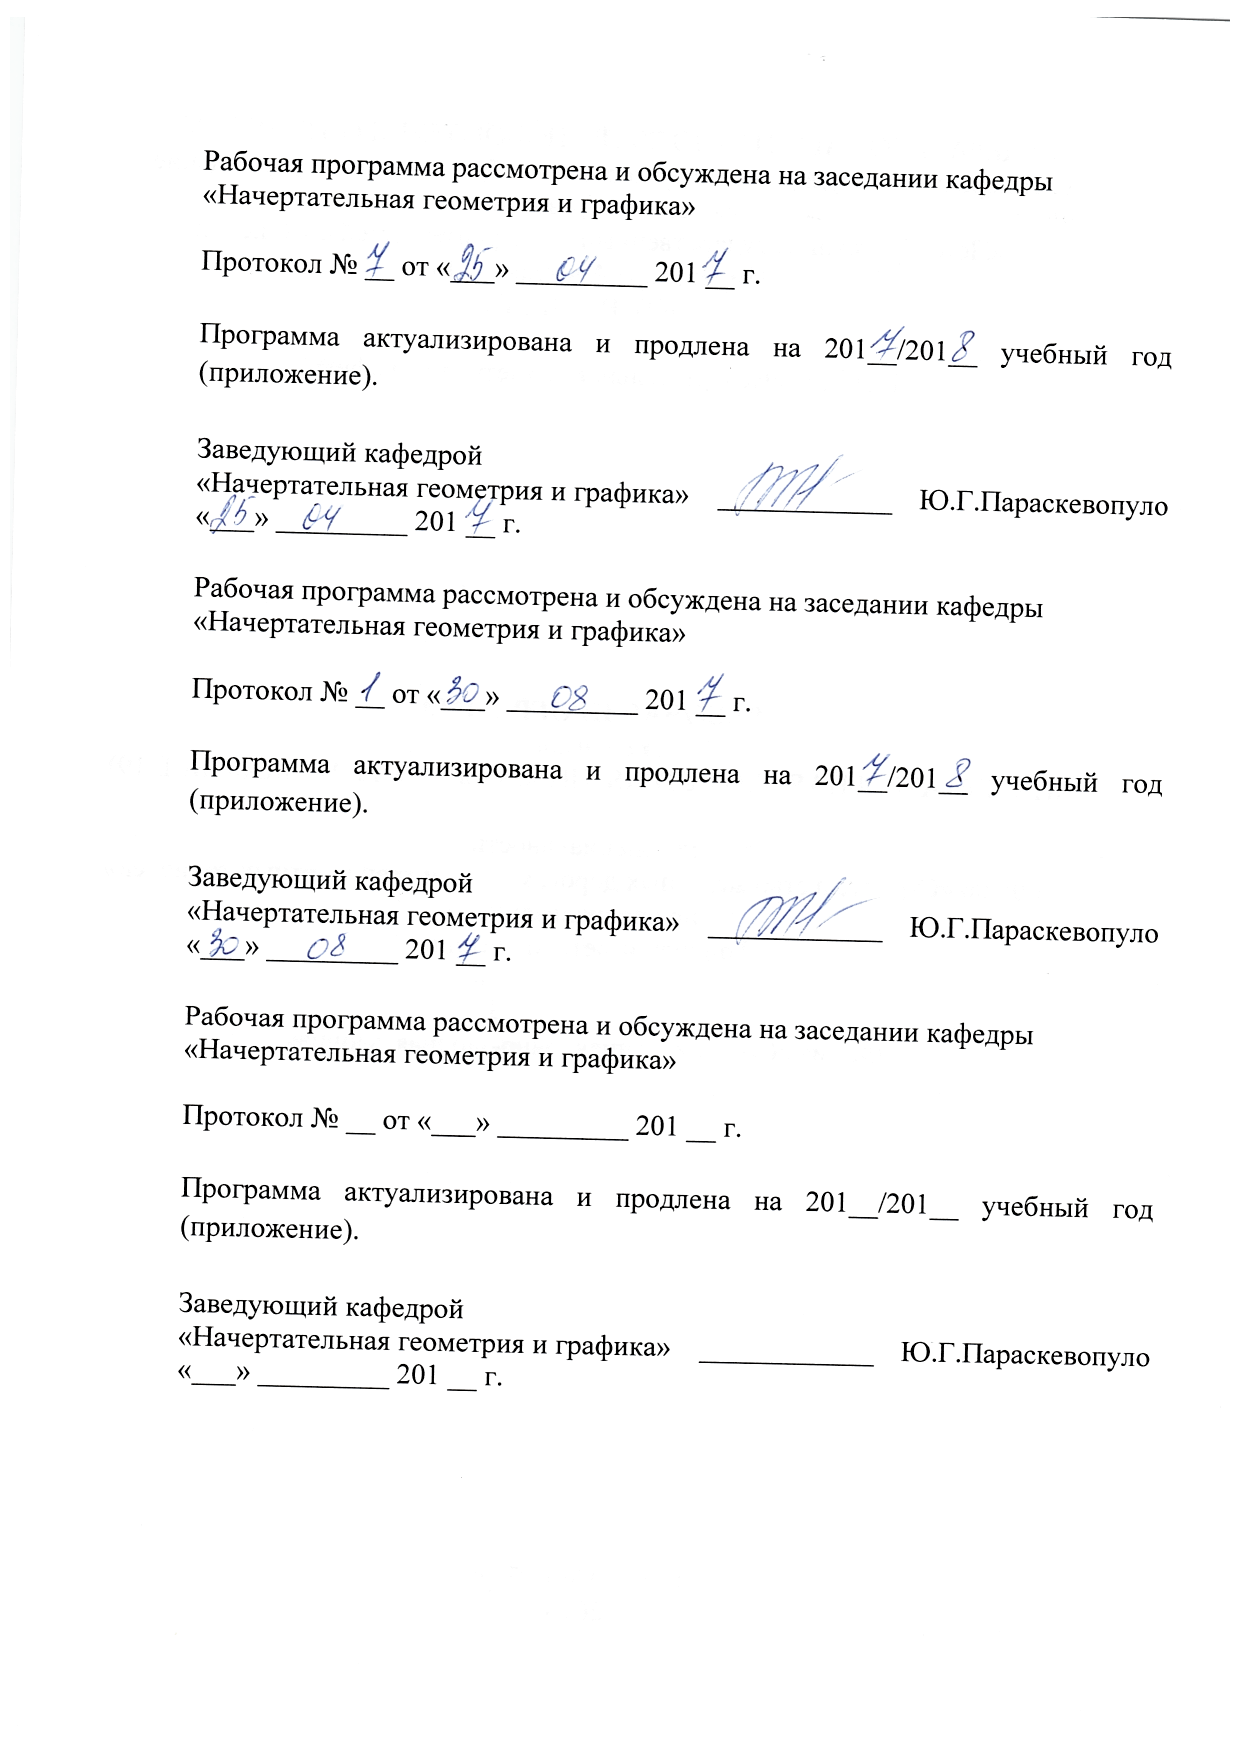 Рабочая программа рассмотрена и обсуждена на заседании кафедры
«Начертательная геометрия и графика»
Протокол № 7 от «25» 04 2017 г.
Программа актуализирована и продлена на 2017/2018 учебный год
(приложение).
Заведующий кафедрой
«Начертательная геометрия и графика» Ю.Г.Параскевопуло
«25» 04 2017 г.
Рабочая программа рассмотрена и обсуждена на заседании кафедры
«Начертательная геометрия и графика»
Протокол № 1 от «30» 08 2017 г.
Программа актуализирована и продлена на 2017/2018 учебный год
(приложение).
Заведующий кафедрой
«Начертательная геометрия и графика» Ю.Г.Параскевопуло
«30» 08 2017 г.
Рабочая программа рассмотрена и обсуждена на заседании кафедры
«Начертательная геометрия и графика»
Протокол № __ от «___» _________ 201 __ г.
Программа актуализирована и продлена на 201__/201__ учебный год
(приложение).
Заведующий кафедрой
«Начертательная геометрия и графика» ____________ Ю.Г.Параскевопуло
«___» _________ 201 __ г.